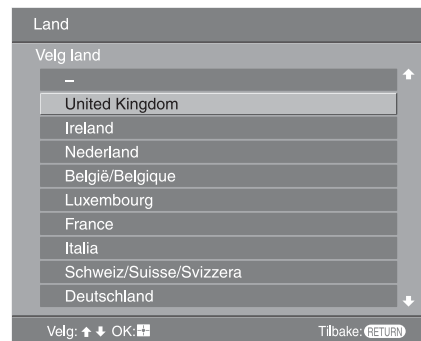 Land
Velg land
–
United Kingdom
Ireland
Nederland
België/Belgique
Luxembourg
France
Italia
Schweiz/Suisse/Svizzera
Deutschland
Velg: ↑ ↓ OK: Tilbake: RETURN